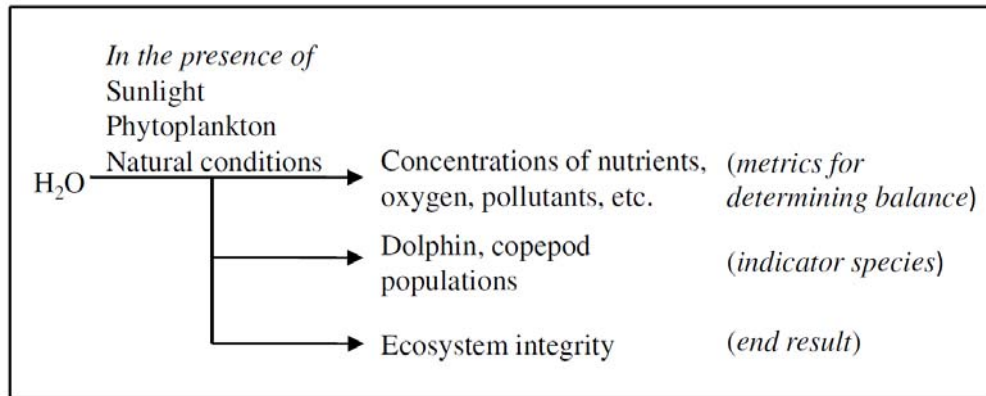 In the presence of
Sunlight
Phytoplankton
Natural conditions
H₂O
Concentrations of nutrients, (metrics for
oxygen, pollutants, etc. determining balance)
Dolphin, copepod
populations (indicator species)
Ecosystem integrity (end result)